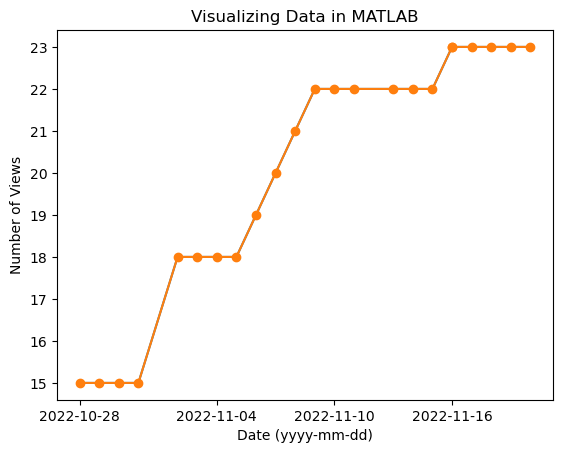 Visualizing Data in MATLAB
Number of Views
23
22
21
20
19
18
17
16
15
2022-10-28 2022-11-04 2022-11-10 2022-11-16
Date (yyyy-mm-dd)